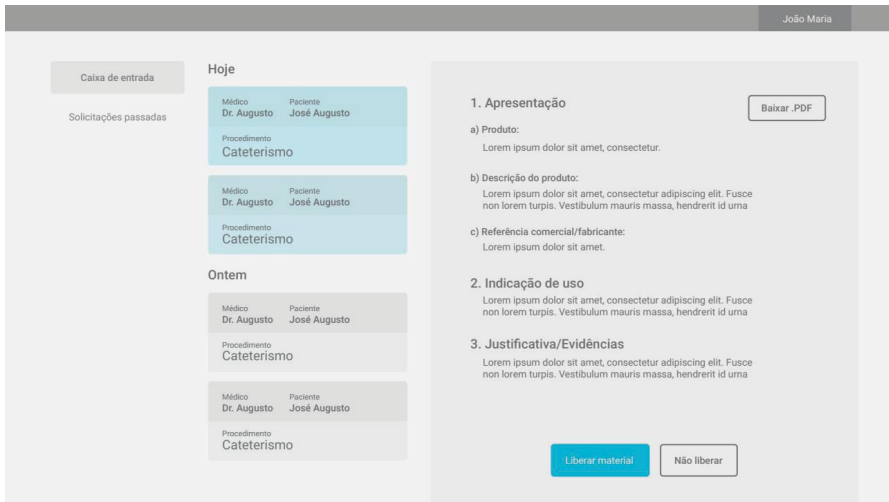 João Maria
Caixa de entrada
Solicitações passadas
Hoje
Médico Paciente
Dr. Augusto José Augusto
Procedimento
Cateterismo
Médico Paciente
Dr. Augusto José Augusto
Procedimento
Cateterismo
Ontem
Médico Paciente
Dr. Augusto José Augusto
Procedimento
Cateterismo
Médico Paciente
Dr. Augusto José Augusto
Procedimento
Cateterismo
1. Apresentação
Baixar .PDF
a) Produto:
Lorem ipsum dolor sit amet, consectetur.
b) Descrição do produto:
Lorem ipsum dolor sit amet, consectetur adipiscing elit. Fusce
non lorem turpis. Vestibulum mauris massa, hendrerit id urna
c) Referência comercial/fabricante:
Lorem ipsum dolor sit amet.
2. Indicação de uso
Lorem ipsum dolor sit amet, consectetur adipiscing elit. Fusce
non lorem turpis. Vestibulum mauris massa, hendrerit id urna
3. Justificativa/Evidências
Lorem ipsum dolor sit amet, consectetur adipiscing elit. Fusce
non lorem turpis. Vestibulum mauris massa, hendrerit id urna
Liberar material
Não liberar